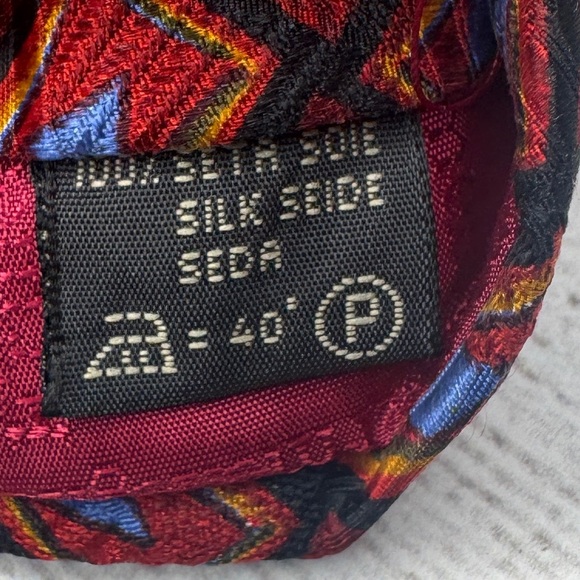 100% SETA SOIE
SILK SEIDE
SEDA
= 40° P